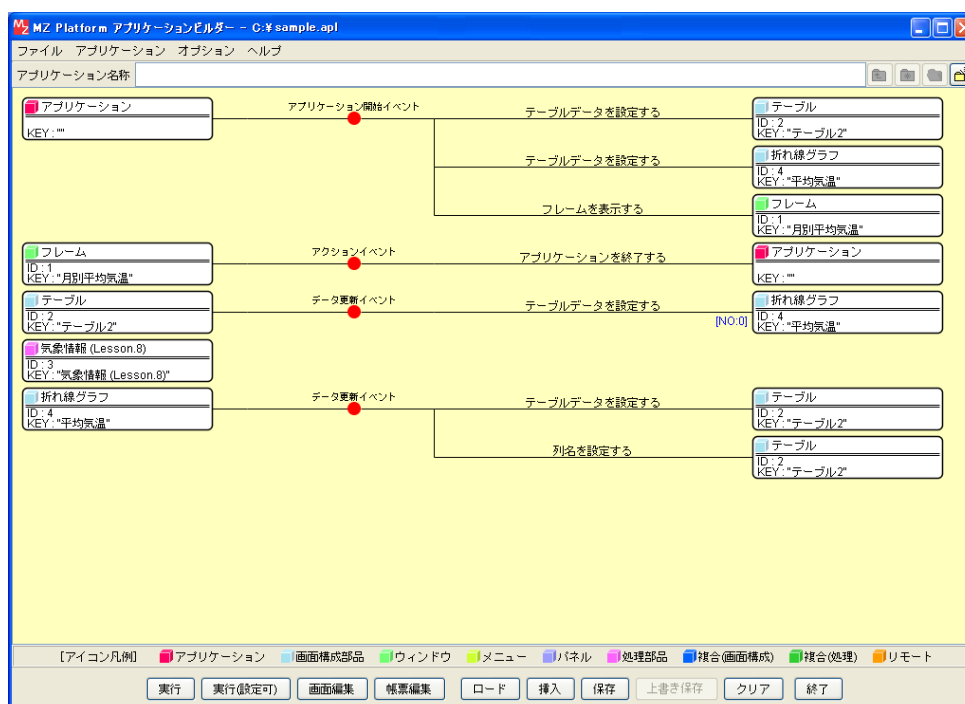 MZ Platform アプリケーションビルダー - C:¥sample.apl
ファイル アプリケーション オプション ヘルプ
アプリケーション名称
アプリケーション
KEY : ""
アプリケーション開始イベント
テーブルデータを設定する
テーブル
ID : 2
KEY : "テーブル2"
テーブルデータを設定する
折れ線グラフ
ID : 4
KEY : "平均気温"
フレームを表示する
フレーム
ID : 1
KEY : "月別平均気温"
フレーム
ID : 1
KEY : "月別平均気温"
アクションイベント
アプリケーションを終了する
アプリケーション
KEY : ""
テーブル
ID : 2
KEY : "テーブル2"
データ更新イベント
テーブルデータを設定する
[NO:0]
折れ線グラフ
ID : 4
KEY : "平均気温"
気象情報 (Lesson.8)
ID : 3
KEY : "気象情報 (Lesson.8)"
折れ線グラフ
ID : 4
KEY : "平均気温"
データ更新イベント
テーブルデータを設定する
テーブル
ID : 2
KEY : "テーブル2"
列名を設定する
テーブル
ID : 2
KEY : "テーブル2"
[アイコン凡例] アプリケーション 画面構成部品 ウィンドウ メニュー パネル 処理部品 複合(画面構成) 複合(処理) リモート
実行 実行(設定可) 画面編集 帳票編集 ロード 挿入 保存 上書き保存 クリア 終了